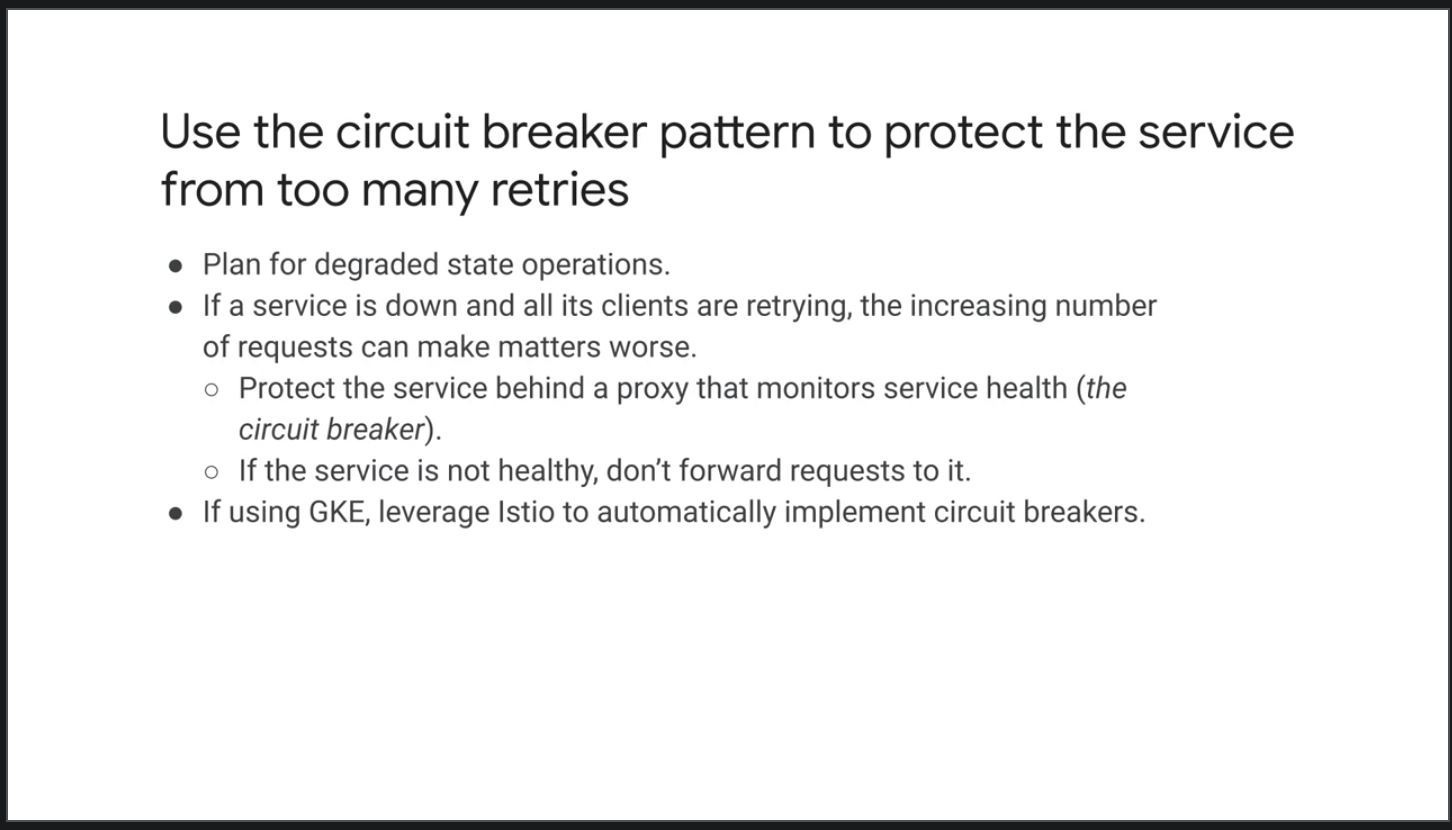 Use the circuit breaker pattern to protect the service
from too many retries
● Plan for degraded state operations.
● If a service is down and all its clients are retrying, the increasing number
of requests can make matters worse.
○ Protect the service behind a proxy that monitors service health (the
circuit breaker).
○ If the service is not healthy, don’t forward requests to it.
● If using GKE, leverage Istio to automatically implement circuit breakers.